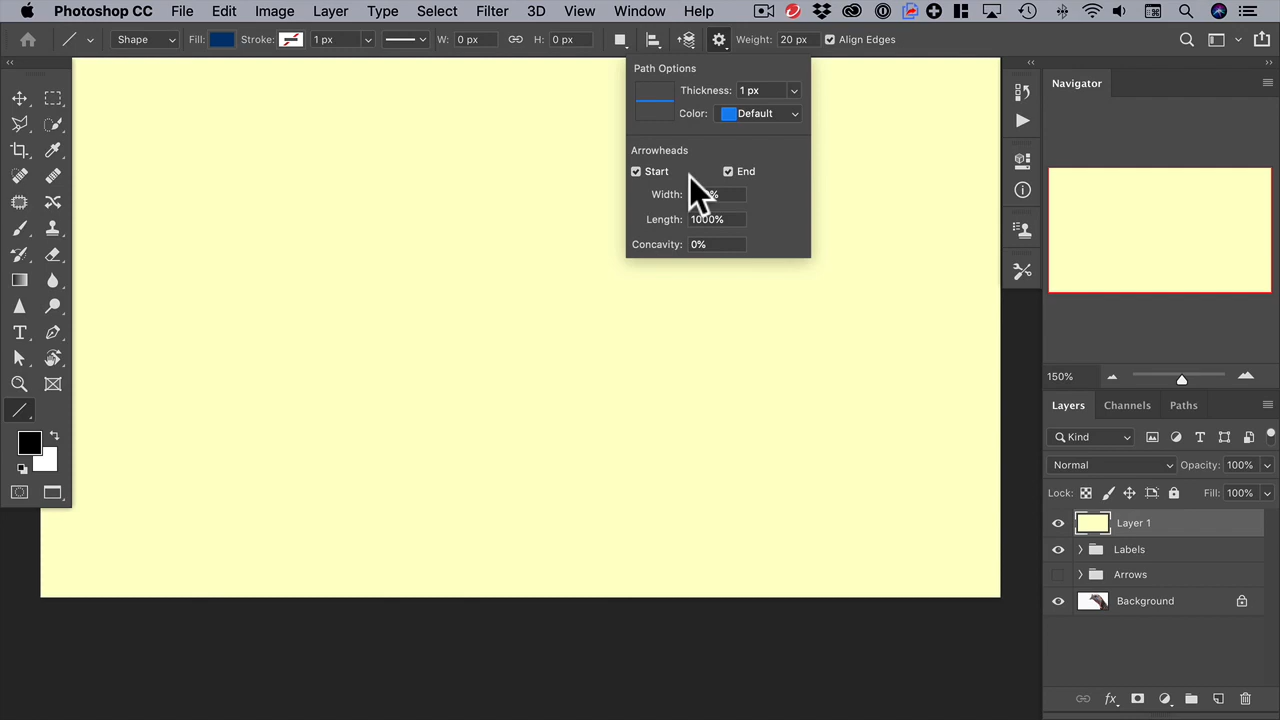 Photoshop CC File Edit Image Layer Type Select Filter 3D View Window Help
Shape Fill: Stroke: 1 px W: 0 px H: 0 px Weight: 20 px Align Edges
Path Options
Thickness: 1 px
Color: Default
Arrowheads
Start End
Width: %
Length: 1000%
Concavity: 0%
Navigator
150%
Layers Channels Paths
Kind
Normal Opacity: 100%
Lock: Fill: 100%
Layer 1
Labels
Arrows
Background